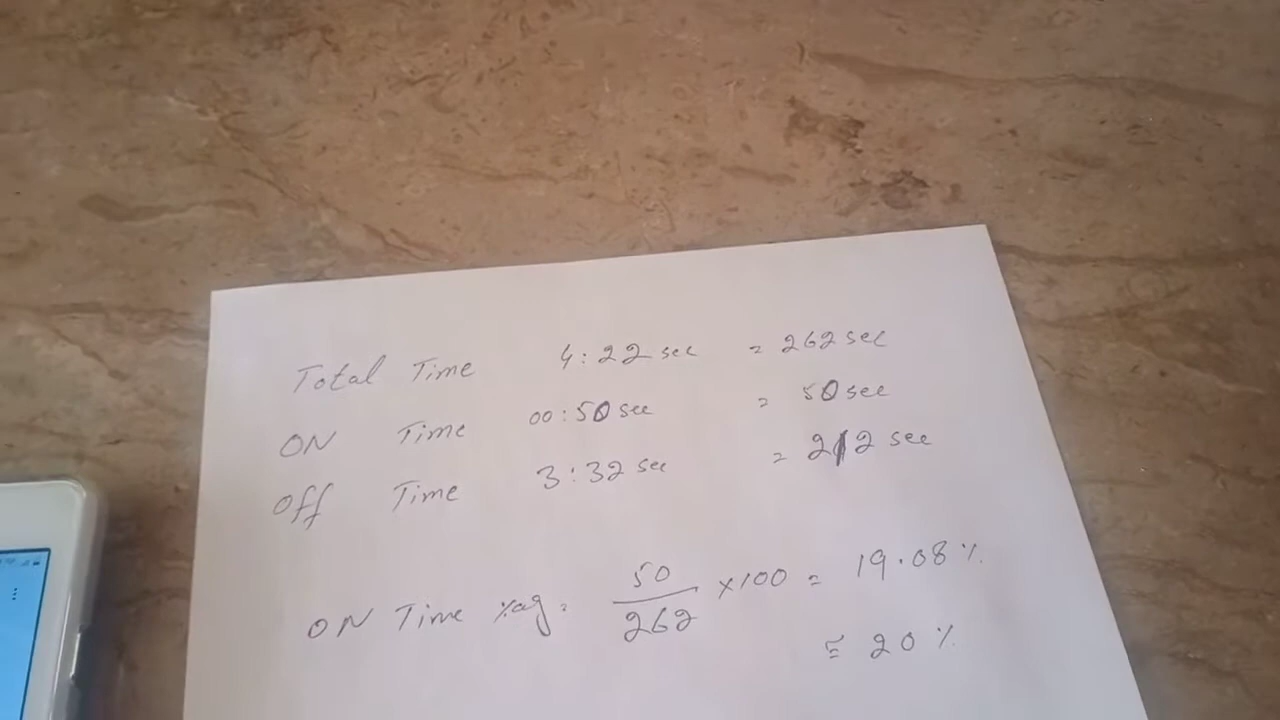 Total Time 4:22 sec = 262 sec
ON Time 00:50 sec = 50 sec
Off Time 3:32 sec = 212 sec
ON Time %ag = 50/262 ×100 = 19.08 %
≅ 20 %